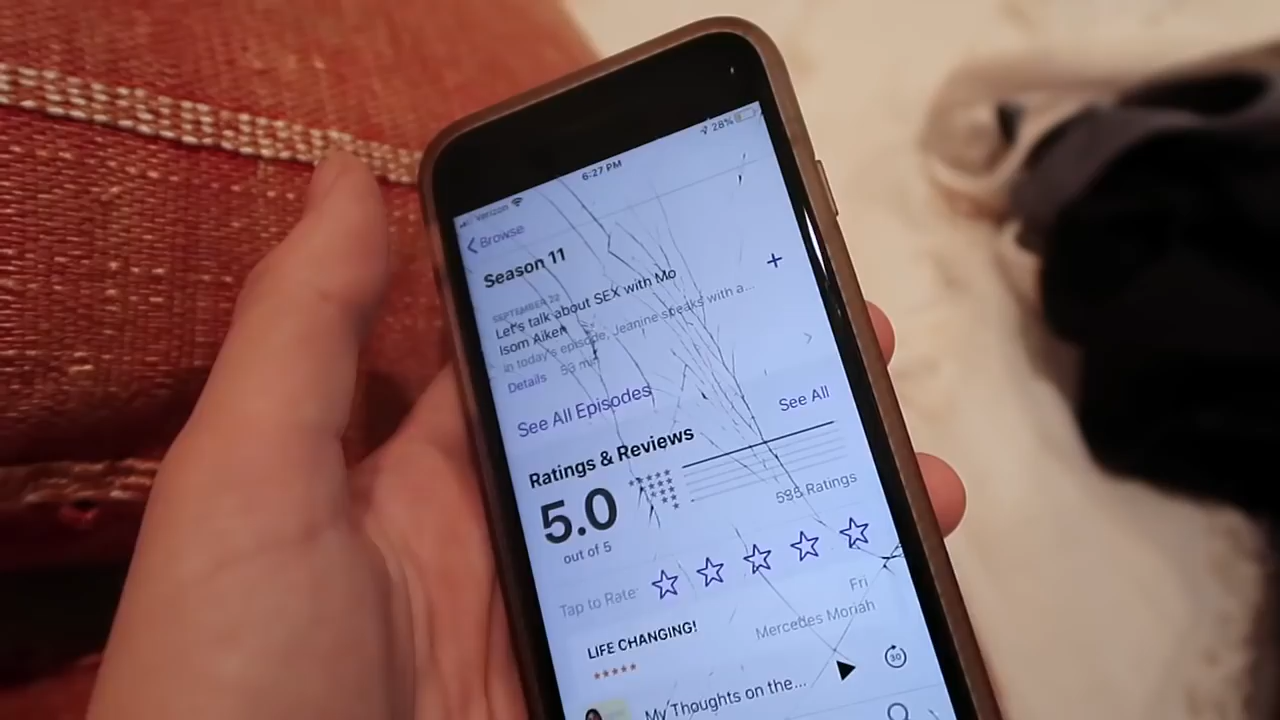 Verizon 6:27 PM 28%
Browse
Season 11
SEPTEMBER 22
Let's talk about SEX with Mo
Isom Aiken
In today's episode, Jeanine speaks with a...
Details 53 min
See All Episodes
Ratings & Reviews See All
5.0
out of 5
Ratings
Tap to Rate:
LIFE CHANGING! Fri
Mercedes Moriah
My Thoughts on the... 30